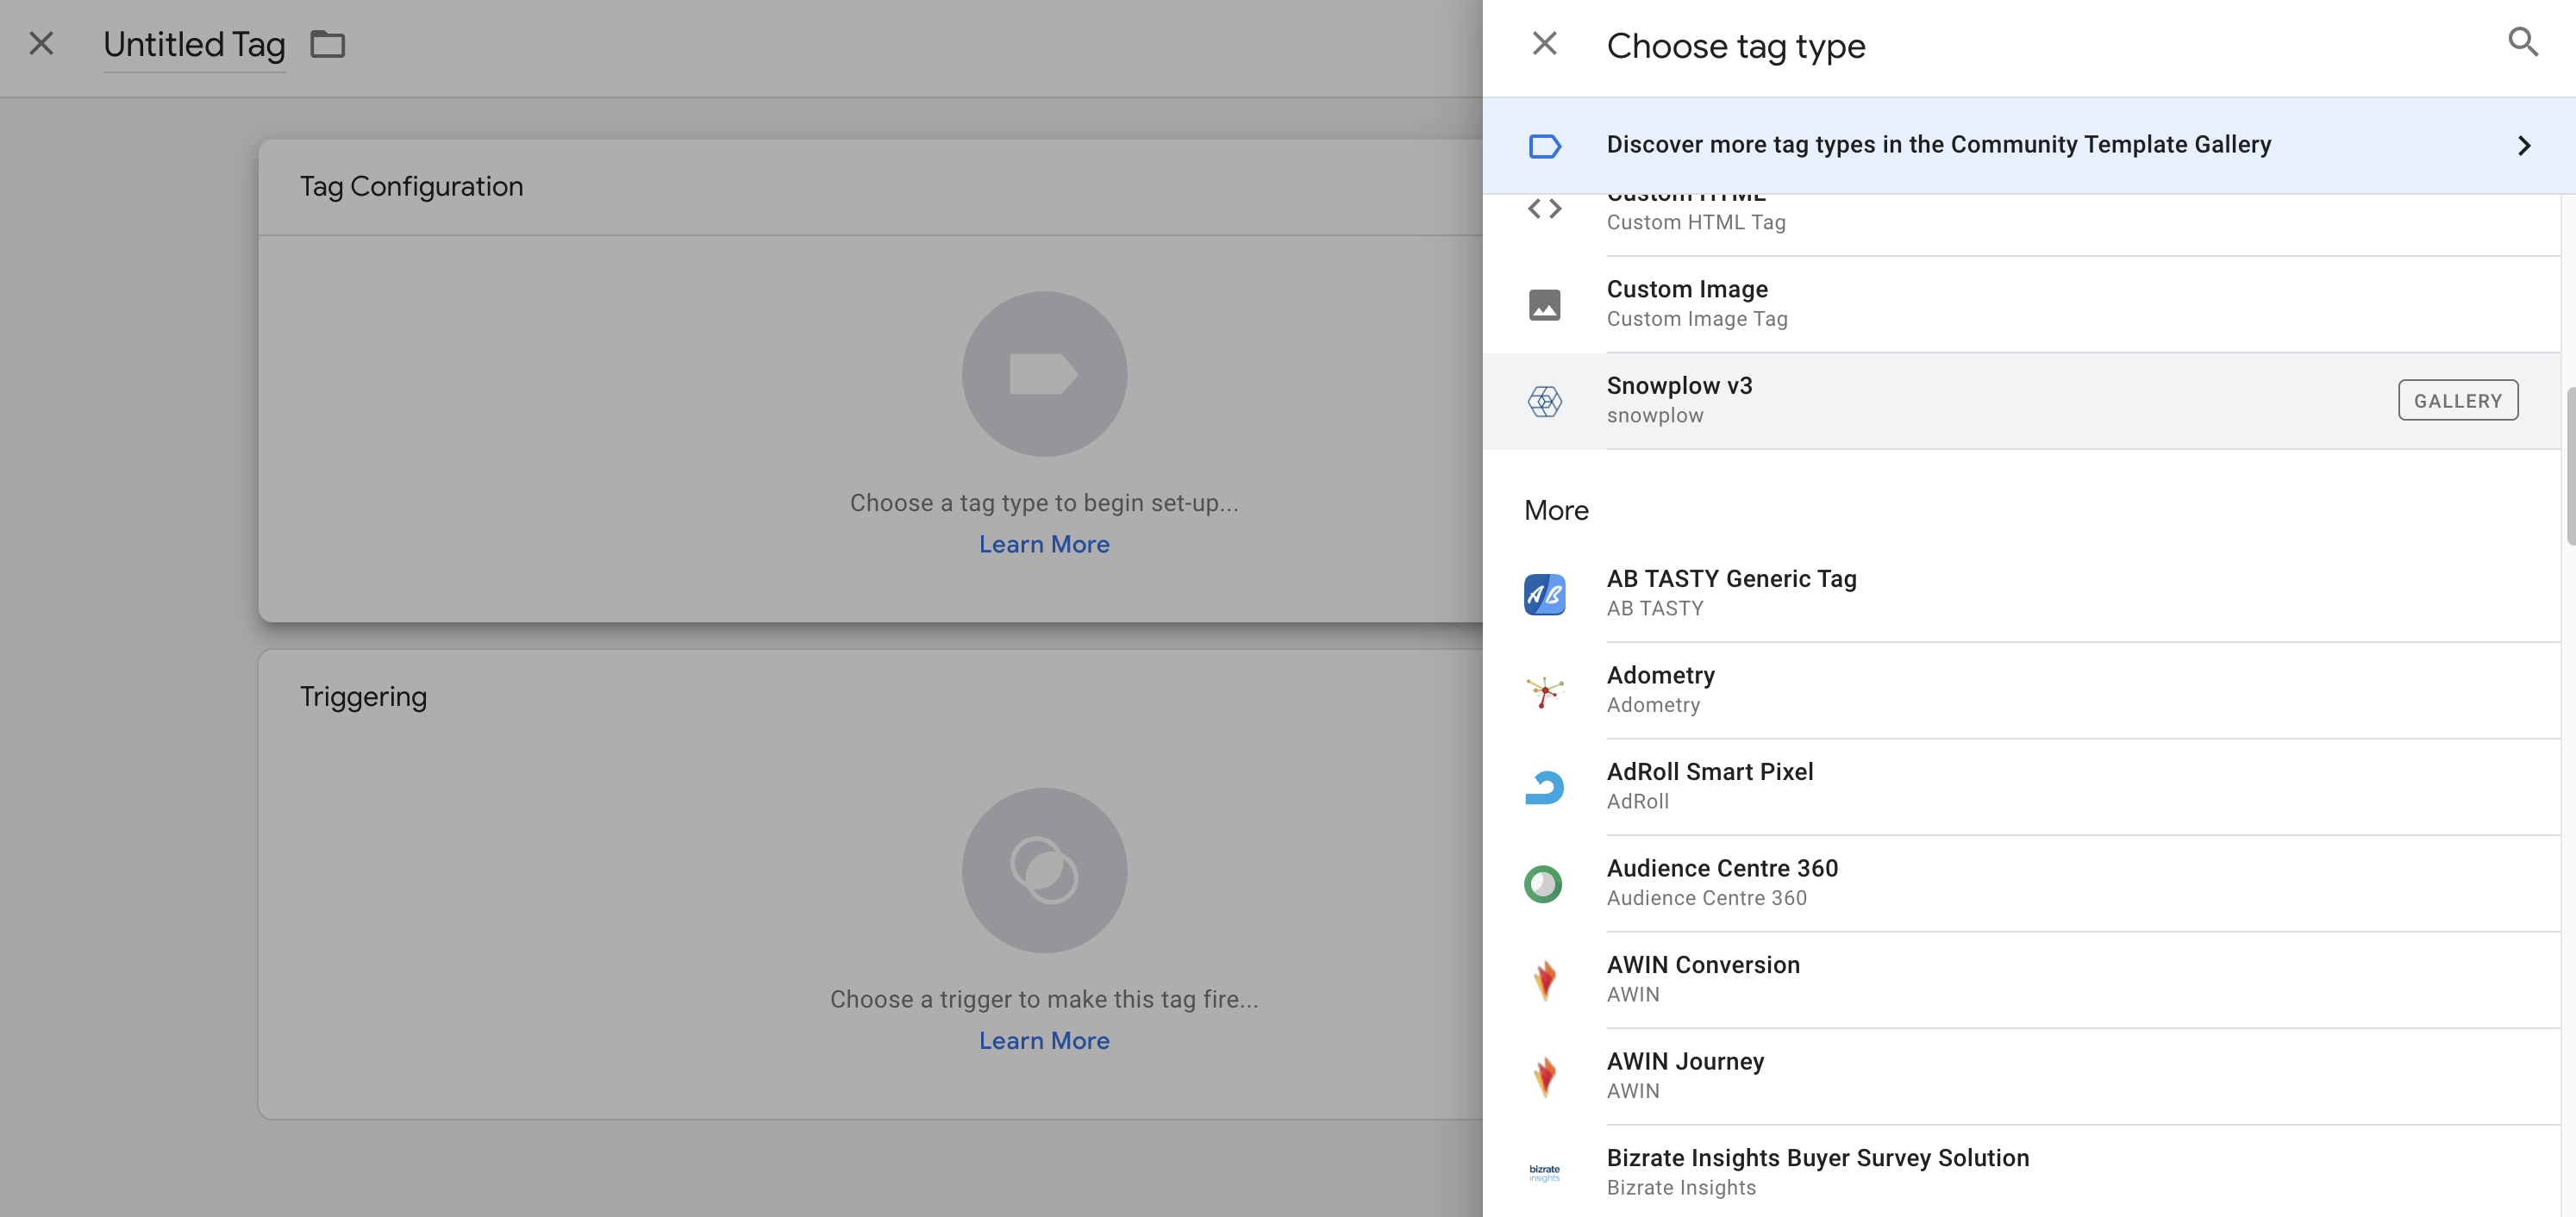 Untitled Tag
Tag Configuration
Choose a tag type to begin set-up...
Learn More
Triggering
Choose a trigger to make this tag fire...
Learn More
Choose tag type
Discover more tag types in the Community Template Gallery
Custom HTML
Custom HTML Tag
Custom Image
Custom Image Tag
Snowplow v3
snowplow
GALLERY
More
AB
AB TASTY Generic Tag
AB TASTY
Adometry
Adometry
AdRoll Smart Pixel
AdRoll
Audience Centre 360
Audience Centre 360
AWIN Conversion
AWIN
AWIN Journey
AWIN
bizrate
insights
Bizrate Insights Buyer Survey Solution
Bizrate Insights